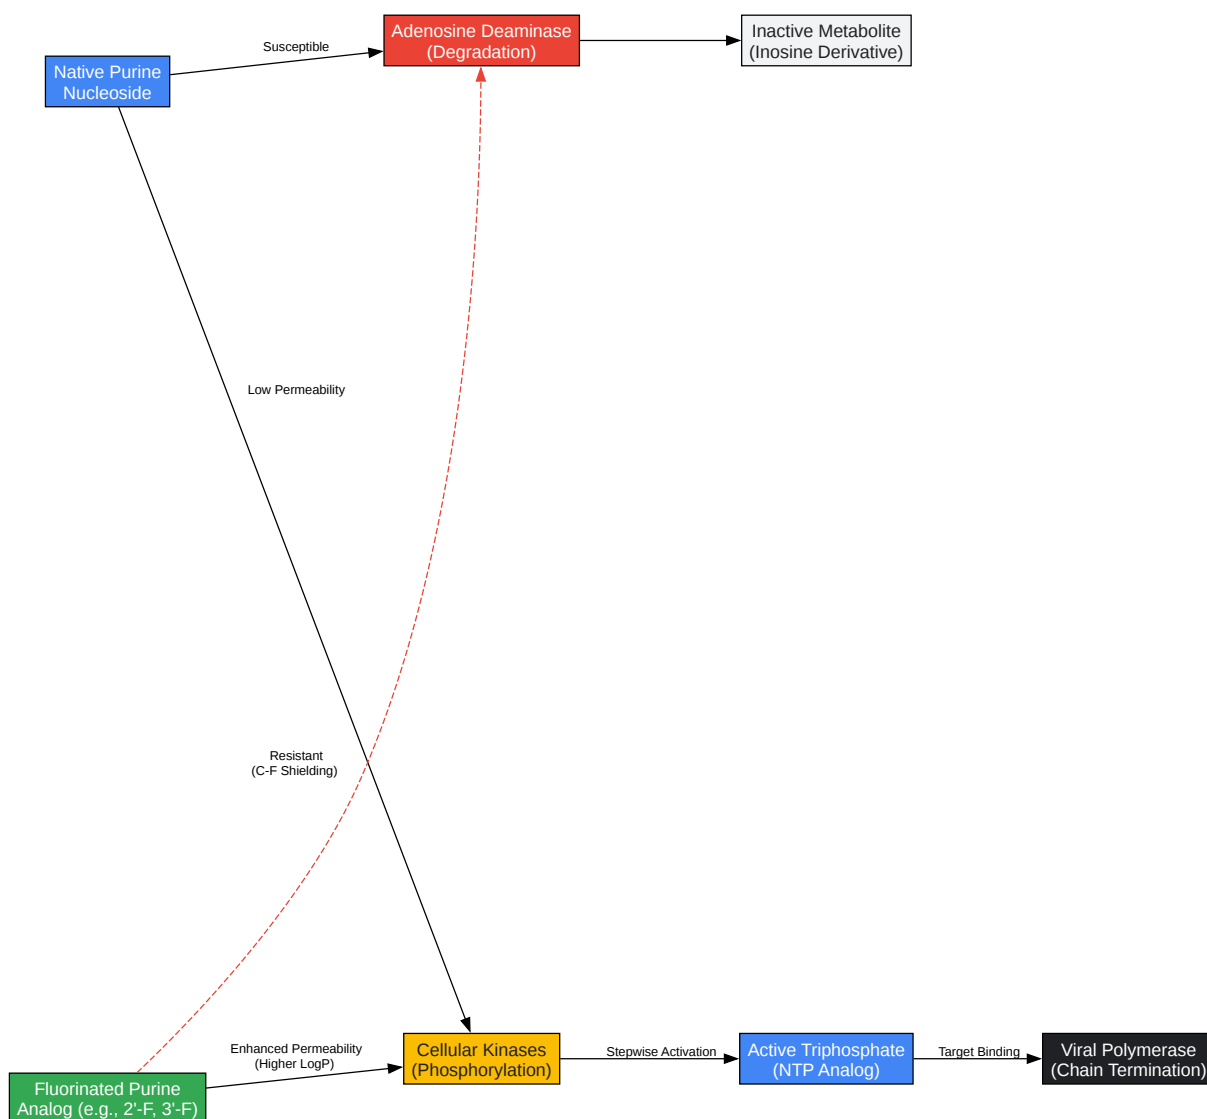 Adenosine Deaminase
(Degradation)
Inactive Metabolite
(Inosine Derivative)
Susceptible
Native Purine
Nucleoside
Low Permeability
Resistant
(C-F Shielding)
Enhanced Permeability
(Higher LogP)
Cellular Kinases
(Phosphorylation)
Stepwise Activation
Active Triphosphate
(NTP Analog)
Target Binding
Viral Polymerase
(Chain Termination)
Fluorinated Purine
Analog (e.g., 2'-F, 3'-F)